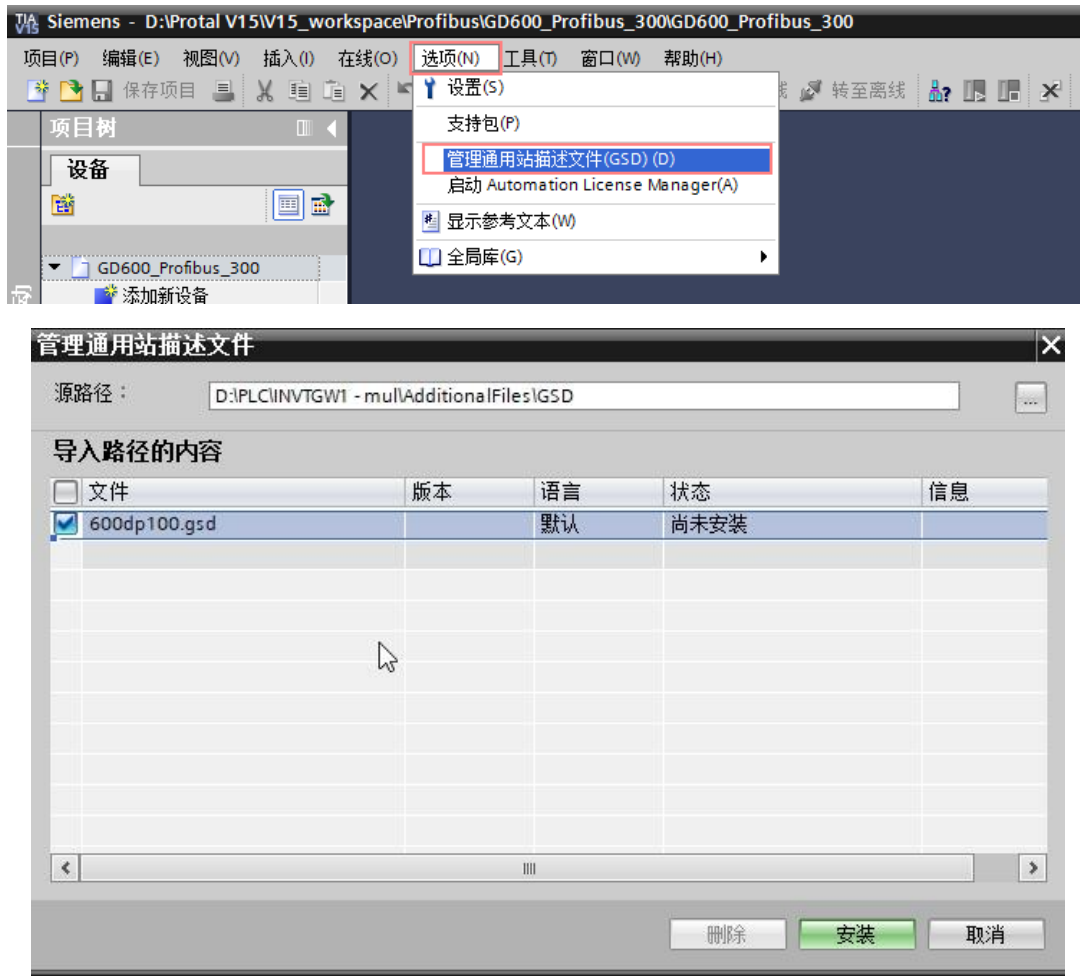 TIA V15 Siemens - D:\Protal V15\V15_workspace\Profibus\GD600_Profibus_300\GD600_Profibus_300
项目(P) 编辑(E) 视图(V) 插入(I) 在线(O) 选项(N) 工具(T) 窗口(W) 帮助(H)
保存项目 转至离线
设置(S)
支持包(P)
管理通用站描述文件(GSD) (D)
启动 Automation License Manager(A)
显示参考文本(W)
全局库(G)
项目树
设备
GD600_Profibus_300
添加新设备
管理通用站描述文件
源路径： D:\PLC\INVTGW1 - mul\AdditionalFiles\GSD ...
导入路径的内容
文件 版本 语言 状态 信息
600dp100.gsd 默认 尚未安装
删除 安装 取消